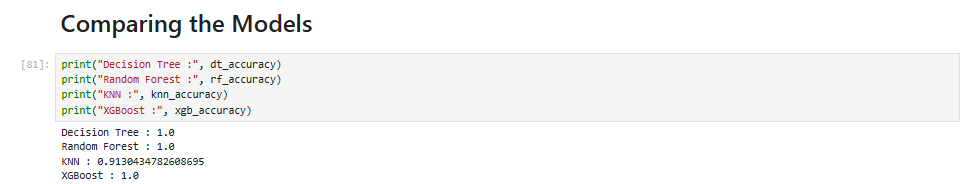 Comparing the Models
[81]:
print("Decision Tree :", dt_accuracy)
print("Random Forest :", rf_accuracy)
print("KNN :", knn_accuracy)
print("XGBoost :", xgb_accuracy)
Decision Tree : 1.0
Random Forest : 1.0
KNN : 0.9130434782608695
XGBoost : 1.0